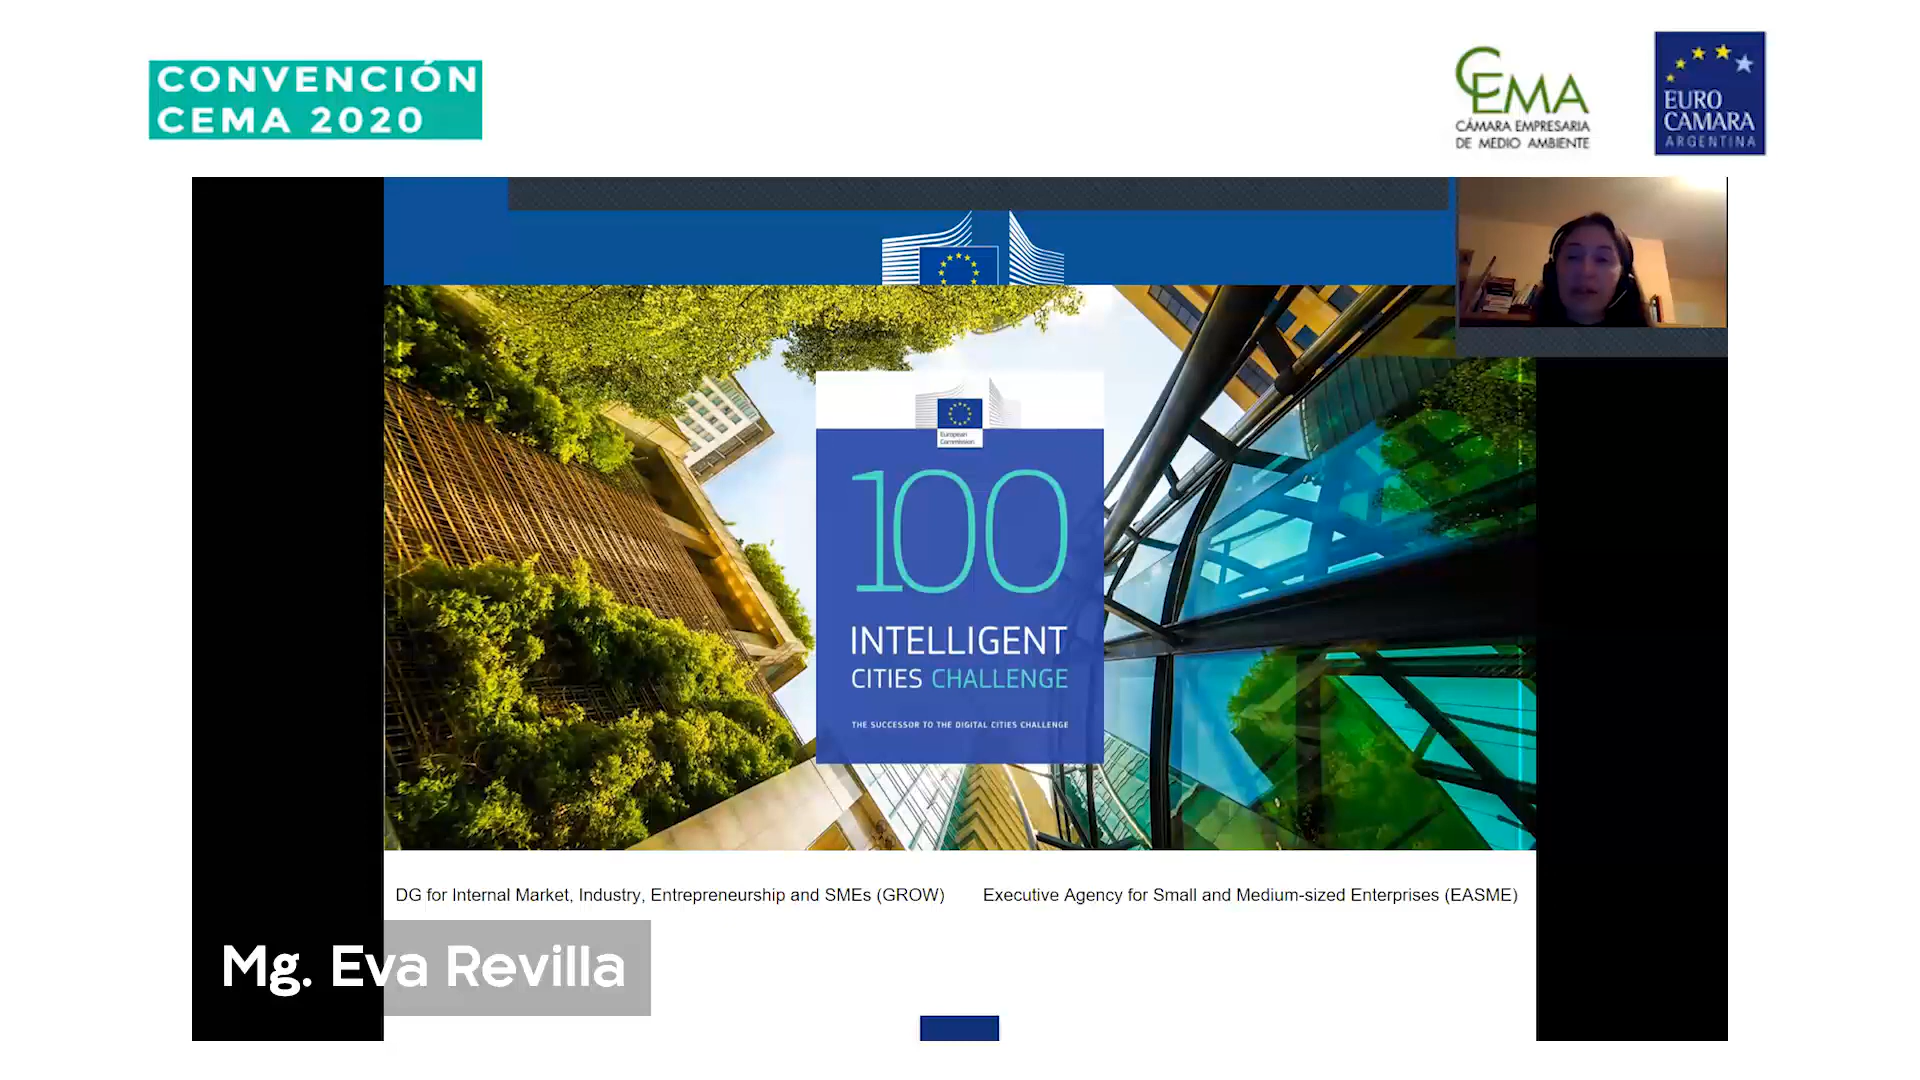 CONVENCIÓN
CEMA 2020
CEMA
CÁMARA EMPRESARIA
DE MEDIO AMBIENTE
EURO
CAMARA
ARGENTINA
European
Commission
100
INTELLIGENT
CITIES CHALLENGE
THE SUCCESSOR TO THE DIGITAL CITIES CHALLENGE
DG for Internal Market, Industry, Entrepreneurship and SMEs (GROW)
Executive Agency for Small and Medium-sized Enterprises (EASME)
Mg. Eva Revilla